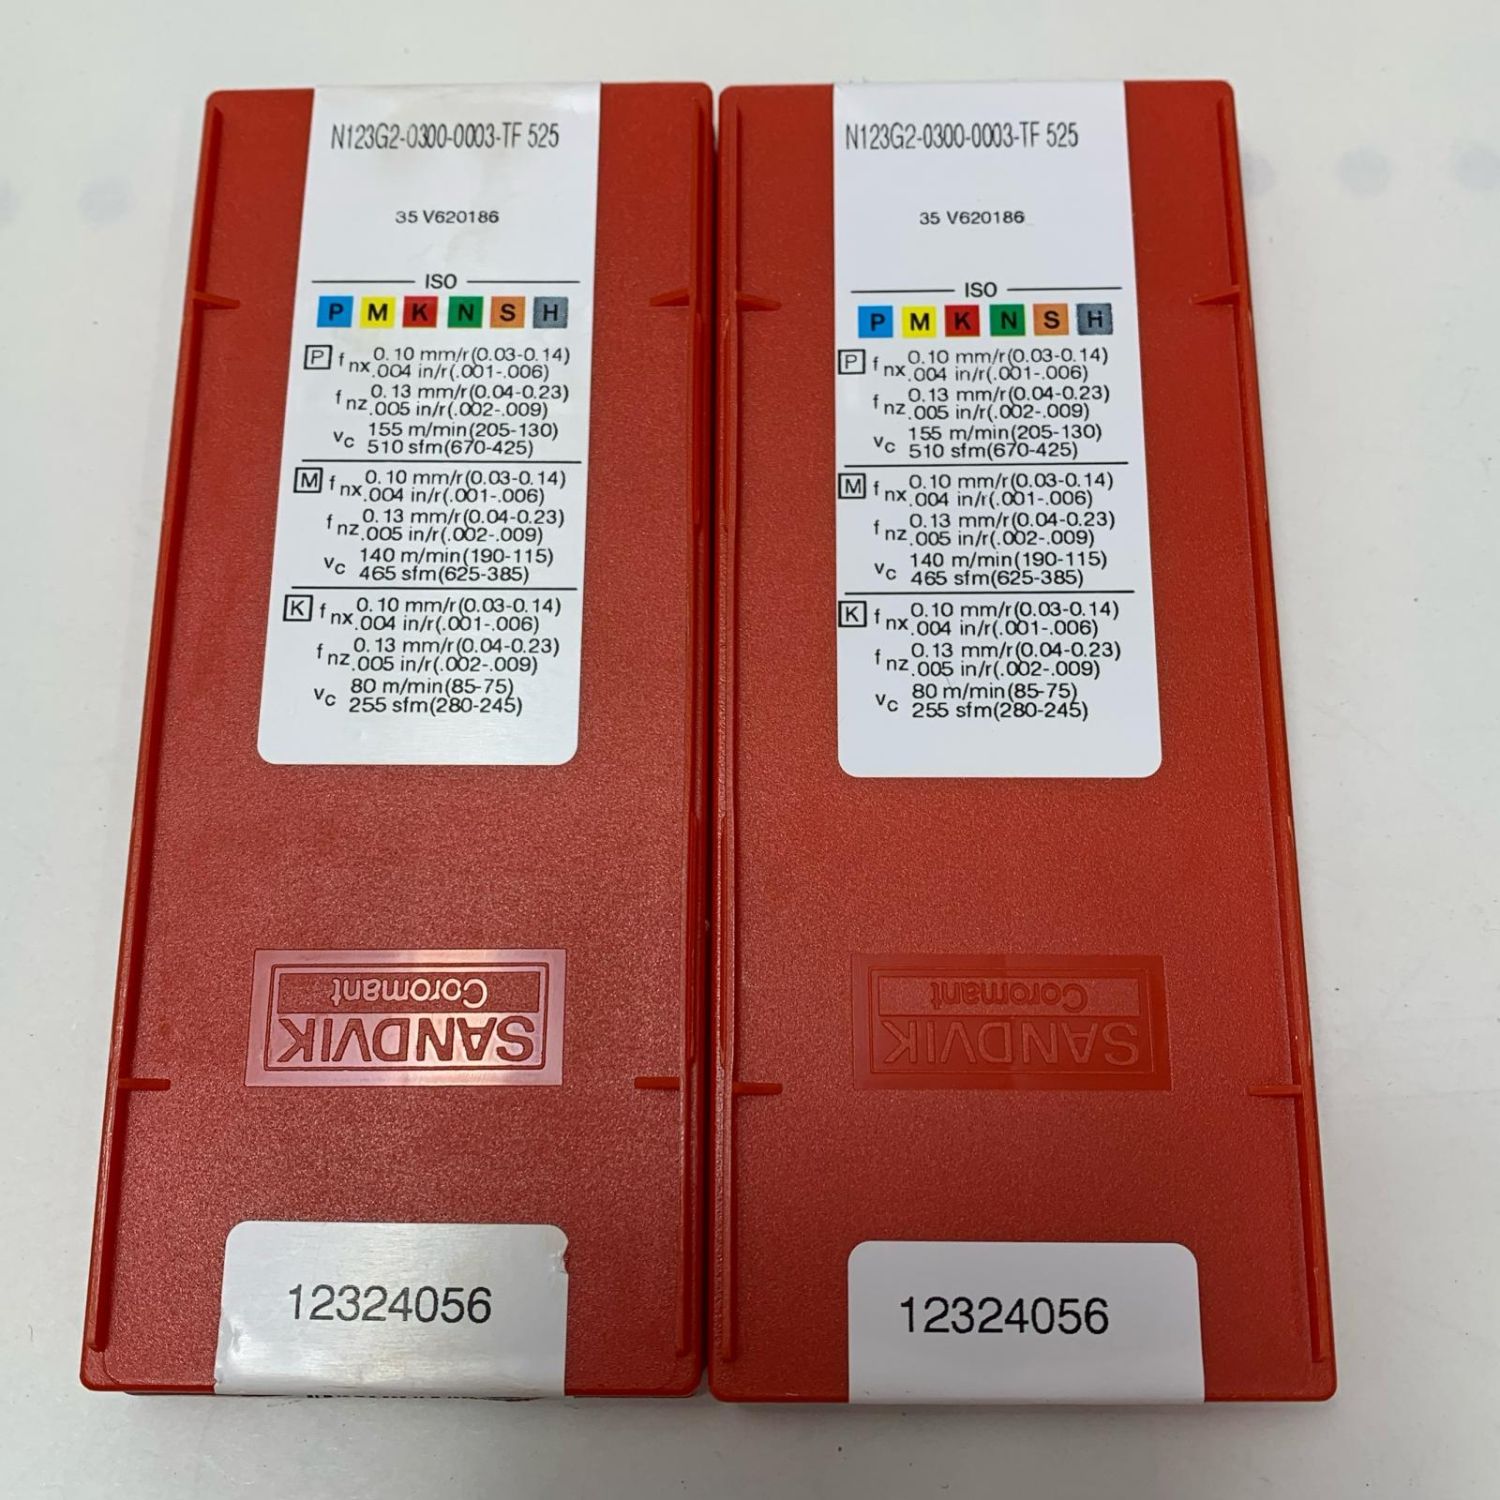 N123G2-0300-0003-TF 525
35 V620186
ISO
P M K N S H
P f nx 0.10 mm/r(0.03-0.14)
.004 in/r(.001-.006)
f nz 0.13 mm/r(0.04-0.23)
.005 in/r(.002-.009)
vc 155 m/min(205-130)
510 sfm(670-425)
M f nx 0.10 mm/r(0.03-0.14)
.004 in/r(.001-.006)
f nz 0.13 mm/r(0.04-0.23)
.005 in/r(.002-.009)
vc 140 m/min(190-115)
465 sfm(625-385)
K f nx 0.10 mm/r(0.03-0.14)
.004 in/r(.001-.006)
f nz 0.13 mm/r(0.04-0.23)
.005 in/r(.002-.009)
vc 80 m/min(85-75)
255 sfm(280-245)
SANDVIK
Coromant
12324056
N123G2-0300-0003-TF 525
35 V620186
ISO
P M K N S H
P f nx 0.10 mm/r(0.03-0.14)
.004 in/r(.001-.006)
f nz 0.13 mm/r(0.04-0.23)
.005 in/r(.002-.009)
vc 155 m/min(205-130)
510 sfm(670-425)
M f nx 0.10 mm/r(0.03-0.14)
.004 in/r(.001-.006)
f nz 0.13 mm/r(0.04-0.23)
.005 in/r(.002-.009)
vc 140 m/min(190-115)
465 sfm(625-385)
K f nx 0.10 mm/r(0.03-0.14)
.004 in/r(.001-.006)
f nz 0.13 mm/r(0.04-0.23)
.005 in/r(.002-.009)
vc 80 m/min(85-75)
255 sfm(280-245)
SANDVIK
Coromant
12324056